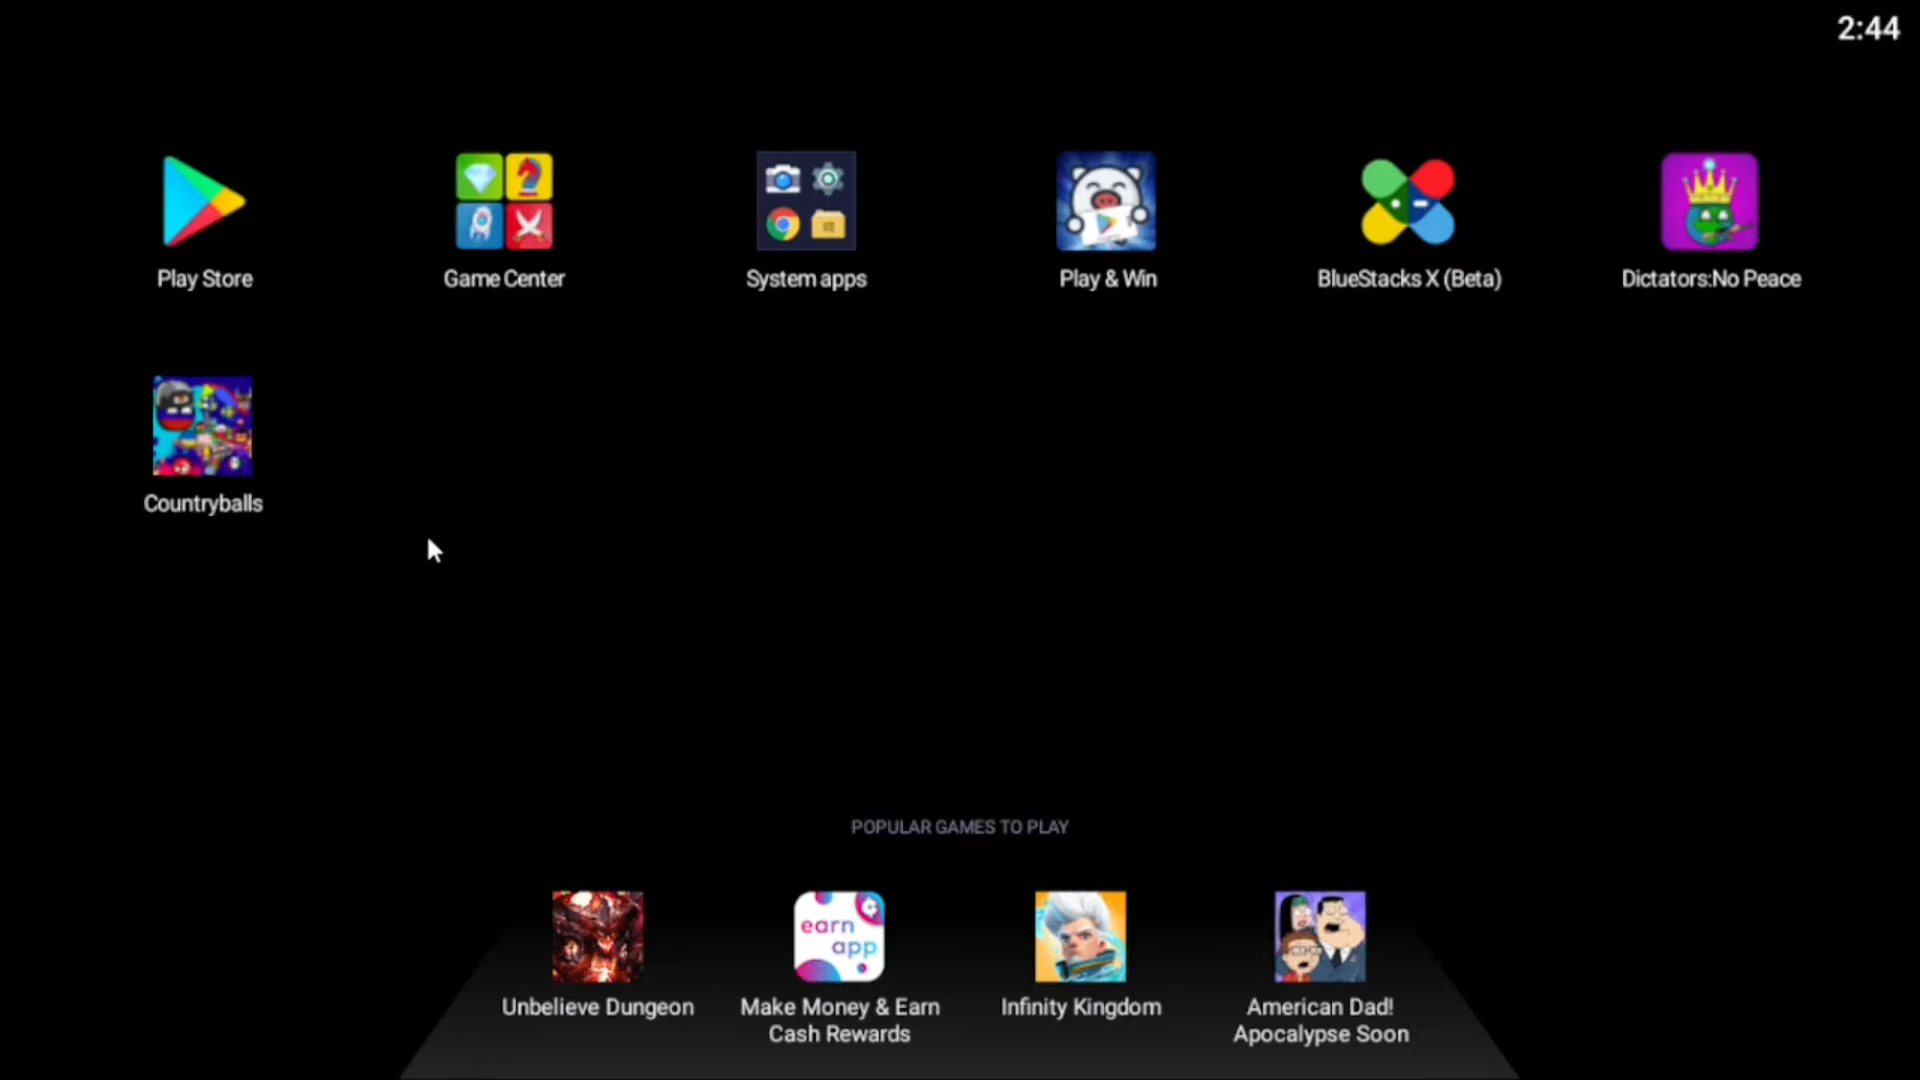 2:44
Play Store
Game Center
System apps
Play & Win
BlueStacks X (Beta)
Dictators:No Peace
Countryballs
POPULAR GAMES TO PLAY
earn
app
Unbelieve Dungeon
Make Money & Earn
Cash Rewards
Infinity Kingdom
American Dad!
Apocalypse Soon